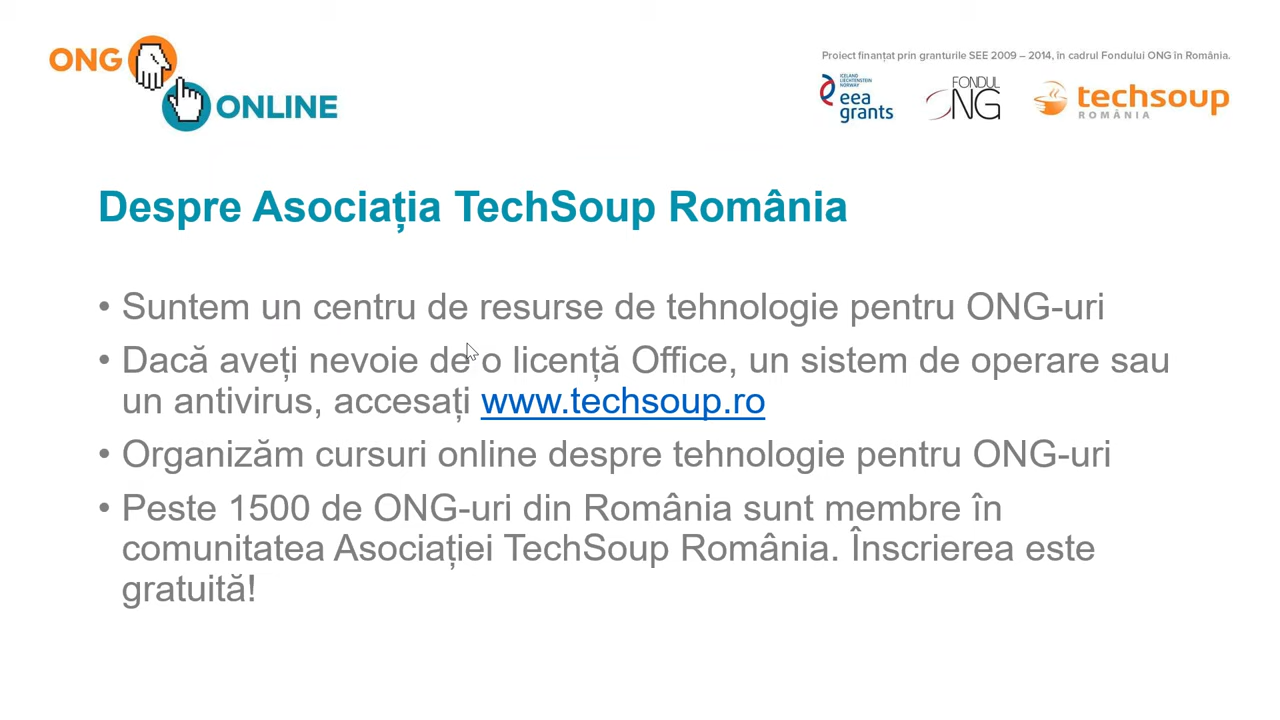 ONG
ONLINE
Proiect finanțat prin granturile SEE 2009 – 2014, în cadrul Fondului ONG în România.
ICELAND
LIECHTENSTEIN
NORWAY
eea
grants
FONDUL
ONG
techsoup
ROMÂNIA
Despre Asociația TechSoup România
• Suntem un centru de resurse de tehnologie pentru ONG-uri
• Dacă aveți nevoie de o licență Office, un sistem de operare sau
un antivirus, accesați www.techsoup.ro
• Organizăm cursuri online despre tehnologie pentru ONG-uri
• Peste 1500 de ONG-uri din România sunt membre în
comunitatea Asociației TechSoup România. Înscrierea este
gratuită!